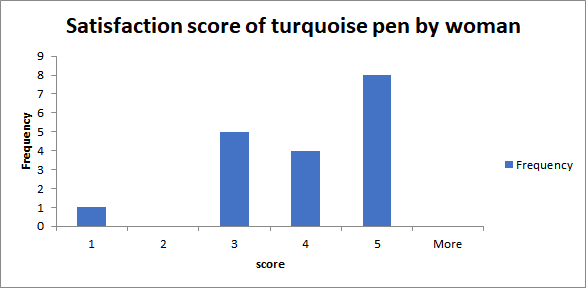 Satisfaction score of turquoise pen by woman
9
8
7
6
5
4
3
2
1
0
Frequency
1 2 3 4 5 More
score
Frequency